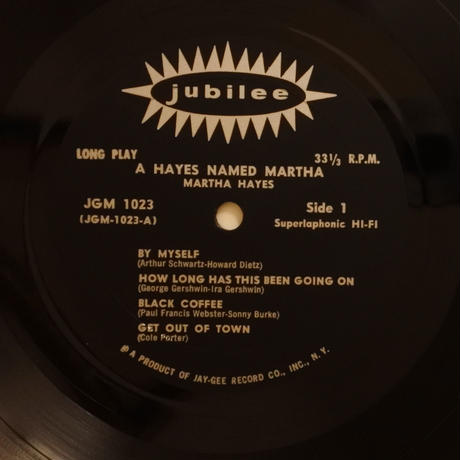 jubilee
LONG PLAY 33⅓ R.P.M.
A HAYES NAMED MARTHA
MARTHA HAYES
JGM 1023 Side 1
(JGM-1023-A) Superlaphonic HI-FI
BY MYSELF
(Arthur Schwartz-Howard Dietz)
HOW LONG HAS THIS BEEN GOING ON
(George Gershwin-Ira Gershwin)
BLACK COFFEE
(Paul Francis Webster-Sonny Burke)
GET OUT OF TOWN
(Cole Porter)
A PRODUCT OF JAY-GEE RECORD CO., INC., N. Y.